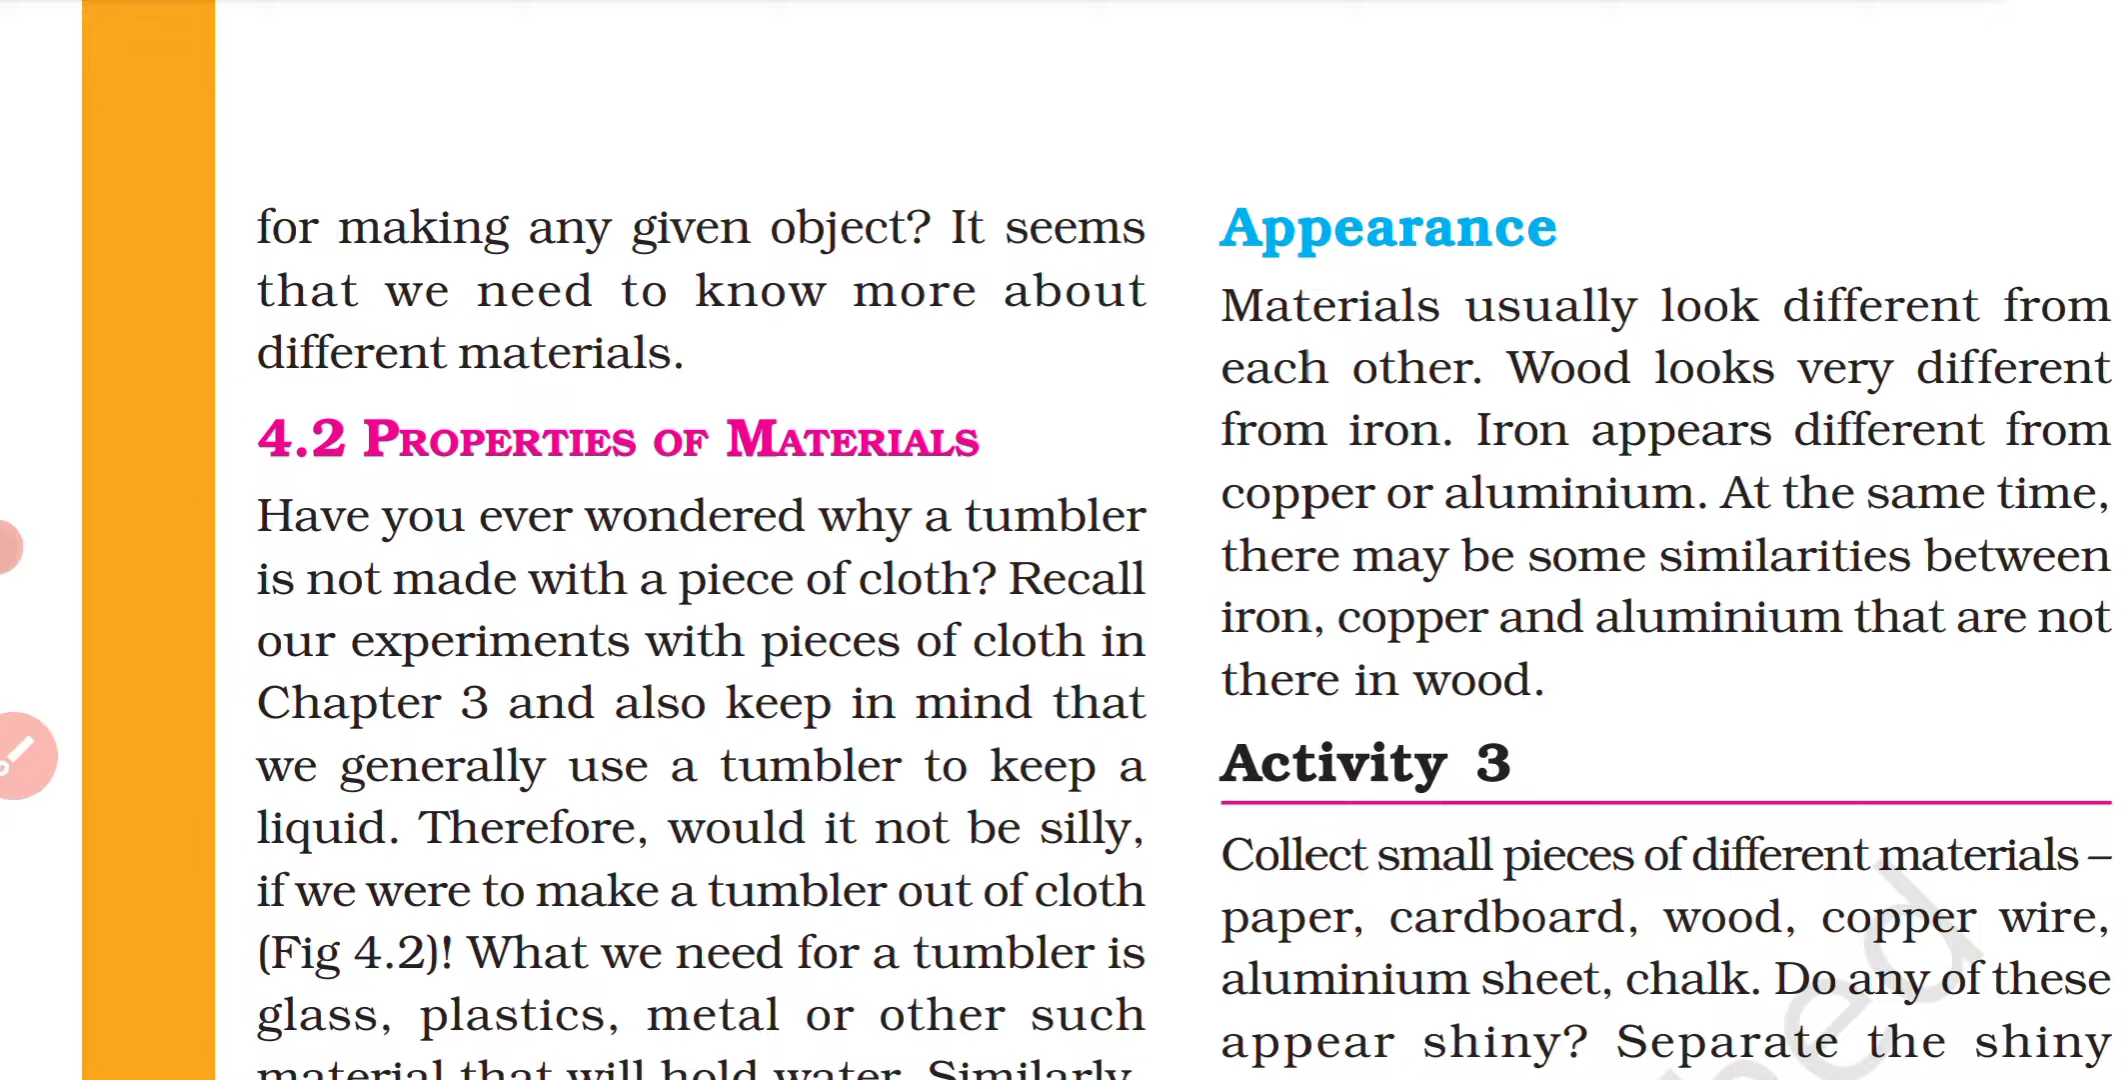 for making any given object? It seems
that we need to know more about
different materials.
4.2 PROPERTIES OF MATERIALS
Have you ever wondered why a tumbler
is not made with a piece of cloth? Recall
our experiments with pieces of cloth in
Chapter 3 and also keep in mind that
we generally use a tumbler to keep a
liquid. Therefore, would it not be silly,
if we were to make a tumbler out of cloth
(Fig 4.2)! What we need for a tumbler is
glass, plastics, metal or other such
material that will hold water. Similarly,
Appearance
Materials usually look different from
each other. Wood looks very different
from iron. Iron appears different from
copper or aluminium. At the same time,
there may be some similarities between
iron, copper and aluminium that are not
there in wood.
Activity 3
Collect small pieces of different materials –
paper, cardboard, wood, copper wire,
aluminium sheet, chalk. Do any of these
appear shiny? Separate the shiny